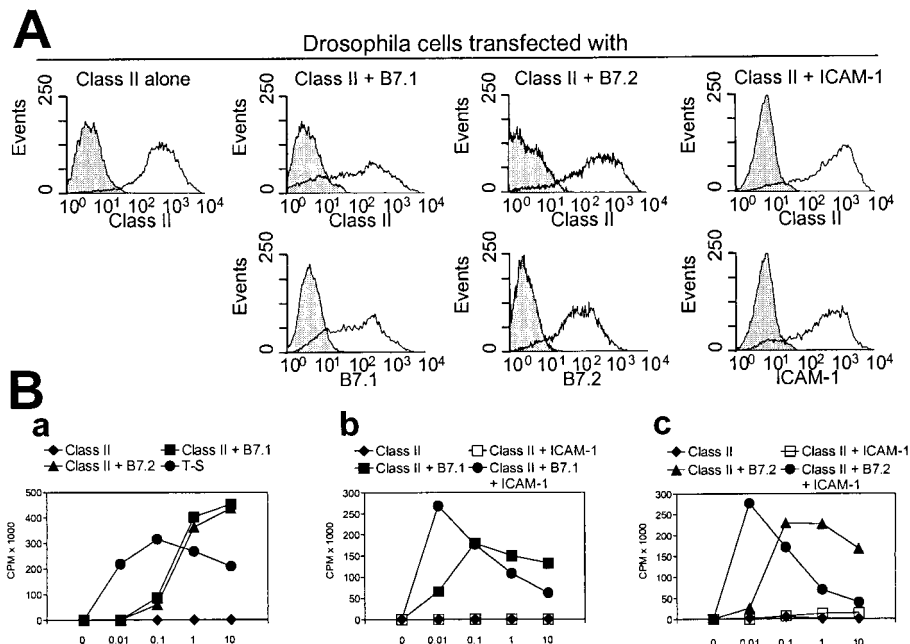 A
Drosophila cells transfected with
Class II alone
Class II + B7.1
Class II + B7.2
Class II + ICAM-1
250
Events
0
10^0 10^1 10^2 10^3 10^4
Class II
250
Events
0
10^0 10^1 10^2 10^3 10^4
Class II
250
Events
0
10^0 10^1 10^2 10^3 10^4
Class II
250
Events
0
10^0 10^1 10^2 10^3 10^4
Class II
250
Events
0
10^0 10^1 10^2 10^3 10^4
B7.1
250
Events
0
10^0 10^1 10^2 10^3 10^4
B7.2
250
Events
0
10^0 10^1 10^2 10^3 10^4
ICAM-1
B
a
Class II
Class II + B7.1
Class II + B7.2
T-S
500
400
300
200
100
0
CPM x 1000
0 0.01 0.1 1 10
b
Class II
Class II + ICAM-1
Class II + B7.1
Class II + B7.1
+ ICAM-1
300
250
200
150
100
50
0
CPM x 1000
0 0.01 0.1 1 10
c
Class II
Class II + ICAM-1
Class II + B7.2
Class II + B7.2
+ ICAM-1
300
250
200
150
100
50
0
CPM x 1000
0 0.01 0.1 1 10